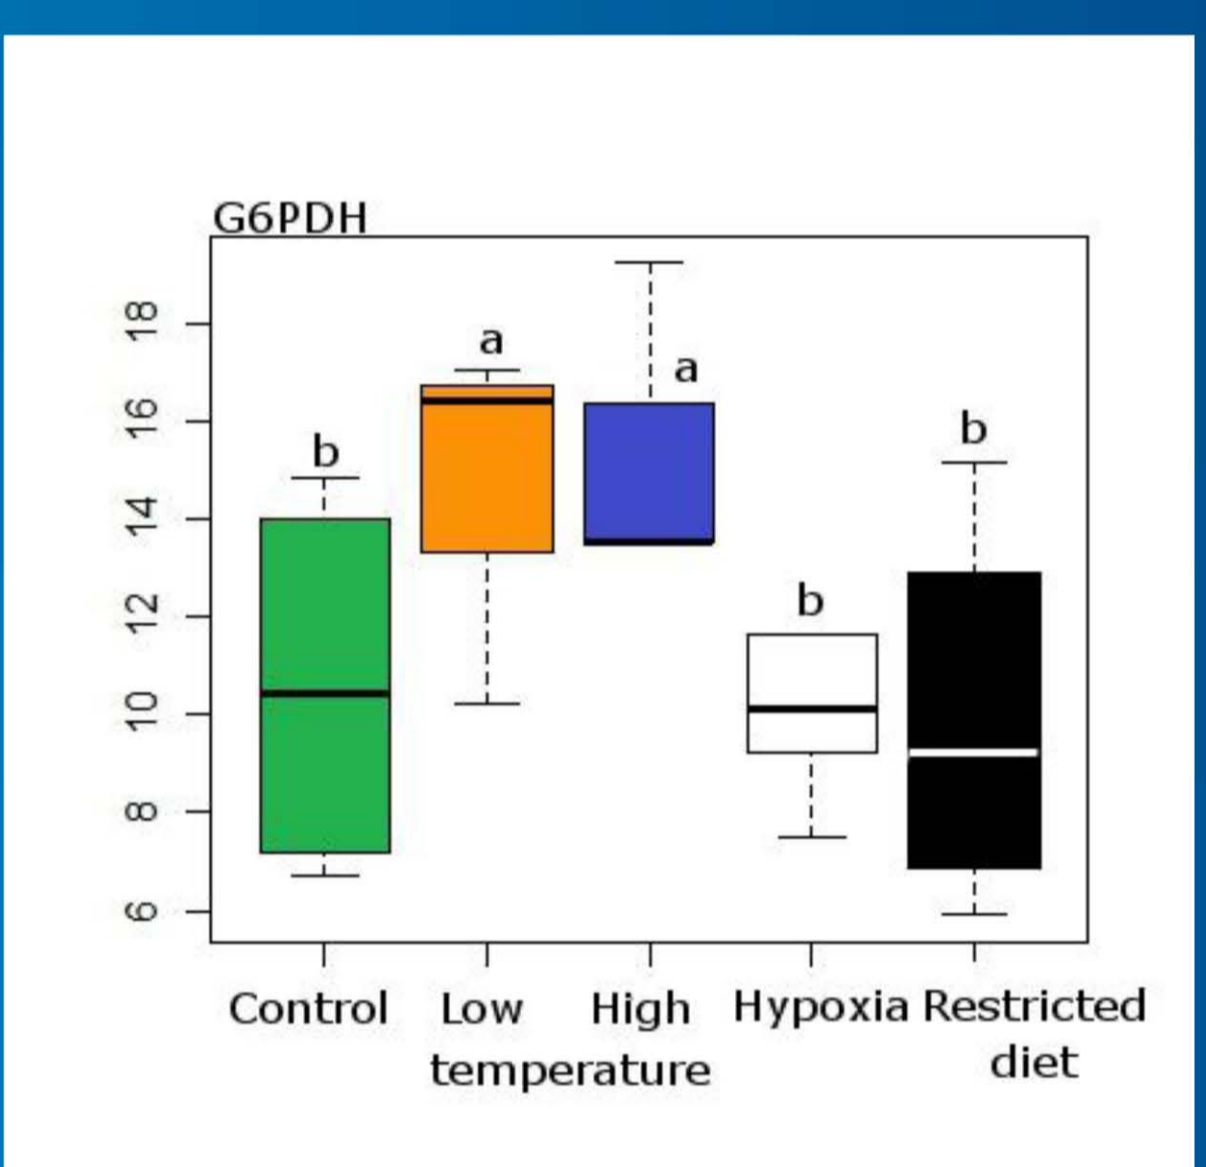 G6PDH
18
16
14
12
10
8
6
b
a
a
b
b
Control Low High Hypoxia Restricted
temperature diet